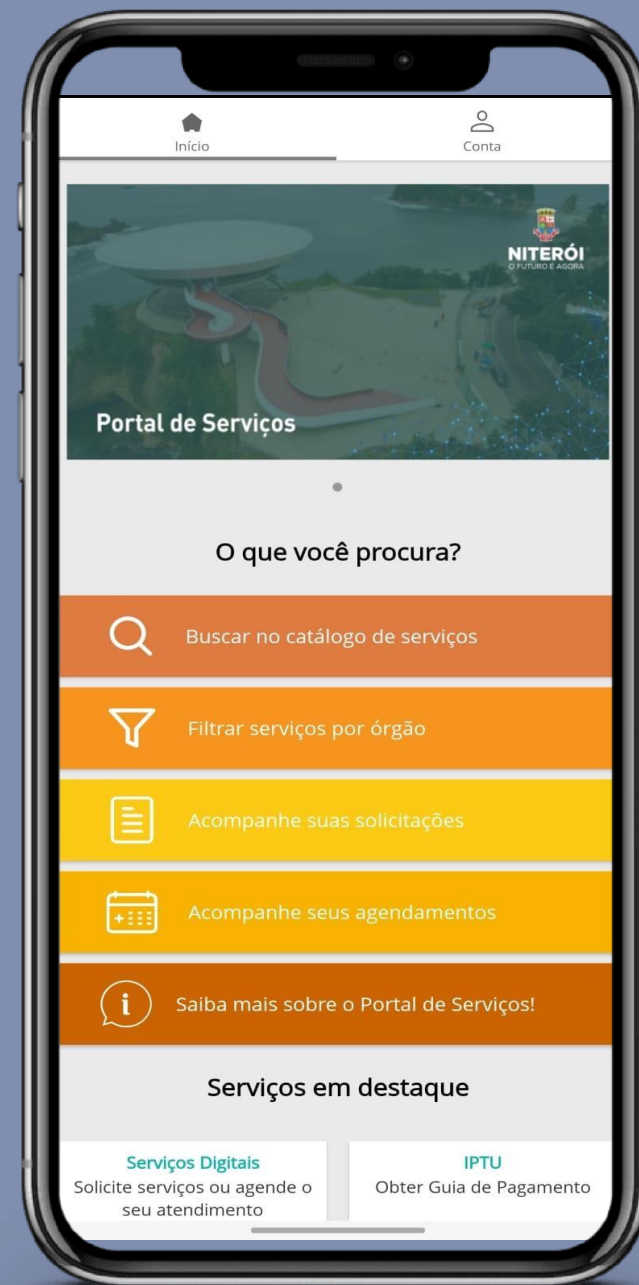 Início
Conta
NITERÓI
O FUTURO É AGORA
Portal de Serviços
O que você procura?
Buscar no catálogo de serviços
Filtrar serviços por órgão
Acompanhe suas solicitações
Acompanhe seus agendamentos
Saiba mais sobre o Portal de Serviços!
Serviços em destaque
Serviços Digitais
Solicite serviços ou agende o
seu atendimento
IPTU
Obter Guia de Pagamento